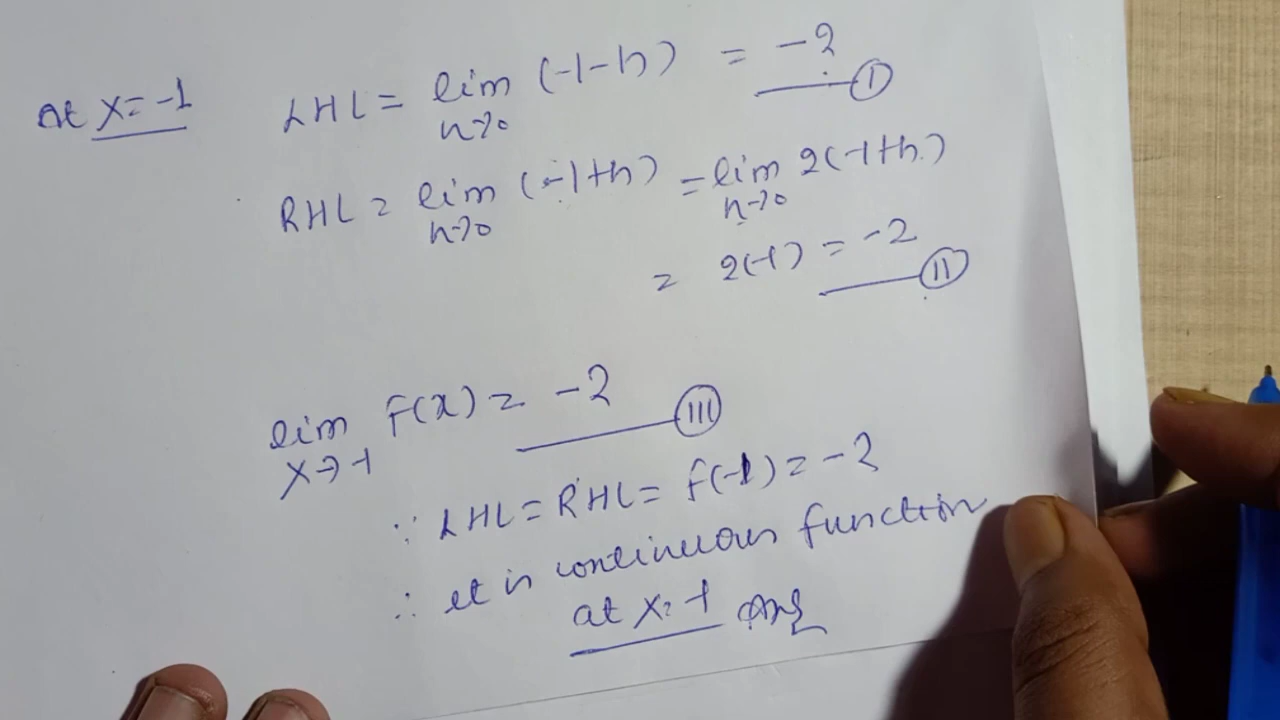 At x=-1 LHL = lim (-1-h) = -2 (I)
h→0
RHL = lim (-1+h) = lim 2(-1+h)
h→0 h→0
= 2(-1) = -2 (II)
lim f(x) = -2 (III)
x→-1
∵ LHL = RHL = f(-1) = -2
∴ it is continuous function
at x=-1 Ans